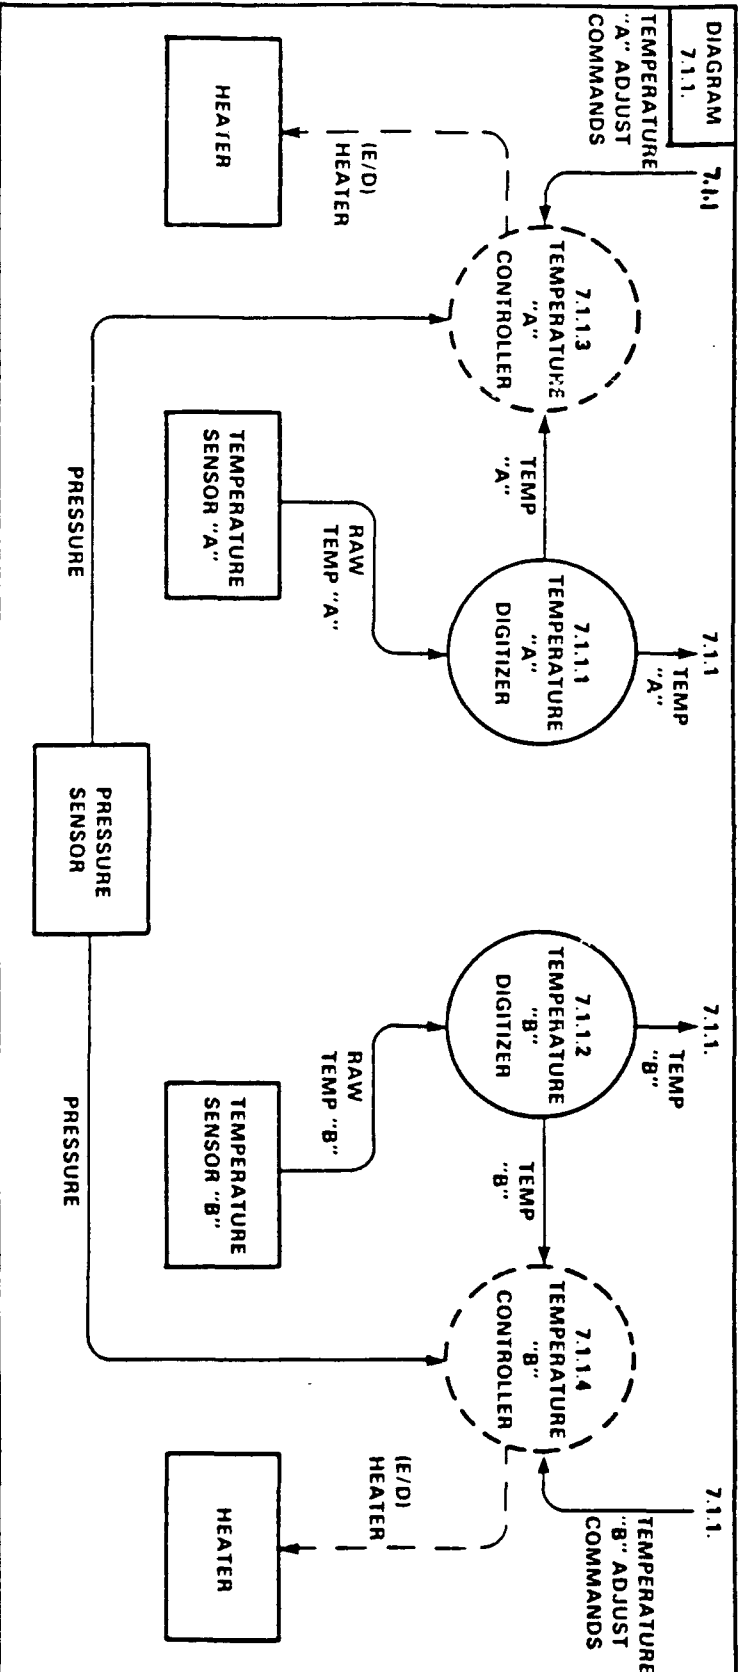 DIAGRAM
7.1.1.
7.1.1
TEMPERATURE
"A" ADJUST
COMMANDS
7.1.1
TEMP
"A"
7.1.1.
TEMP
"B"
7.1.1.
TEMPERATURE
"B" ADJUST
COMMANDS
7.1.1.3
TEMPERATURE
"A"
CONTROLLER
TEMP
"A"
7.1.1.1
TEMPERATURE
"A"
DIGITIZER
7.1.1.2
TEMPERATURE
"B"
DIGITIZER
TEMP
"B"
7.1.1.4
TEMPERATURE
"B"
CONTROLLER
(E/D)
HEATER
RAW
TEMP "A"
RAW
TEMP "B"
(E/D)
HEATER
HEATER
TEMPERATURE
SENSOR "A"
TEMPERATURE
SENSOR "B"
HEATER
PRESSURE
PRESSURE
SENSOR
PRESSURE